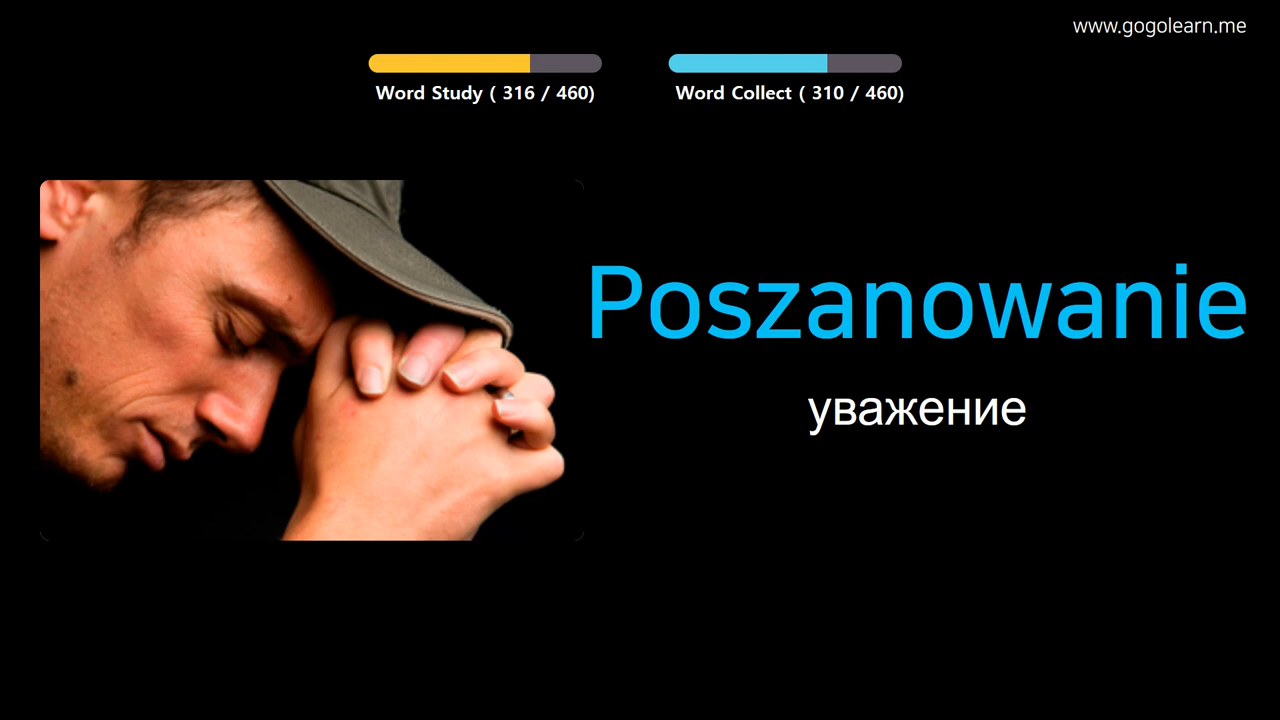 www.gogolearn.me
Word Study ( 316 / 460)
Word Collect ( 310 / 460)
Poszanowanie
уважение